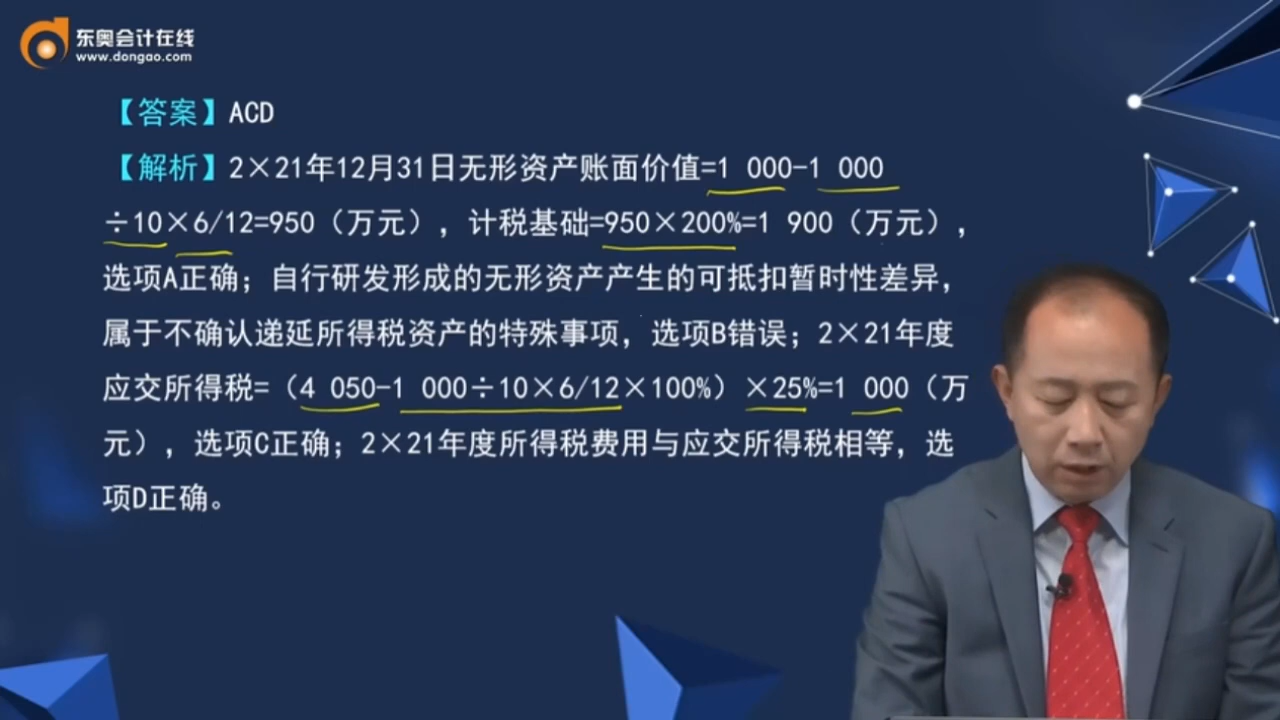 东奥会计在线
www.dongao.com
【答案】ACD
【解析】2×21年12月31日无形资产账面价值=1 000-1 000
÷10×6/12=950（万元），计税基础=950×200%=1 900（万元），
选项A正确；自行研发形成的无形资产产生的可抵扣暂时性差异，
属于不确认递延所得税资产的特殊事项，选项B错误；2×21年度
应交所得税=（4 050-1 000÷10×6/12×100%）×25%=1 000（万
元），选项C正确；2×21年度所得税费用与应交所得税相等，选
项D正确。